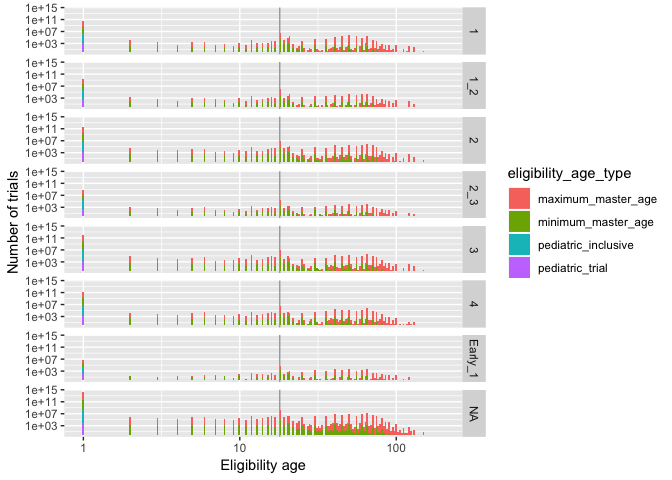 1e+15
1e+11
1e+07
1e+03
1
1e+15
1e+11
1e+07
1e+03
1_2
1e+15
1e+11
1e+07
1e+03
2
1e+15
1e+11
1e+07
1e+03
2_3
1e+15
1e+11
1e+07
1e+03
3
1e+15
1e+11
1e+07
1e+03
4
1e+15
1e+11
1e+07
1e+03
Early_1
1e+15
1e+11
1e+07
1e+03
NA
1 10 100
Eligibility age
Number of trials
eligibility_age_type
maximum_master_age
minimum_master_age
pediatric_inclusive
pediatric_trial